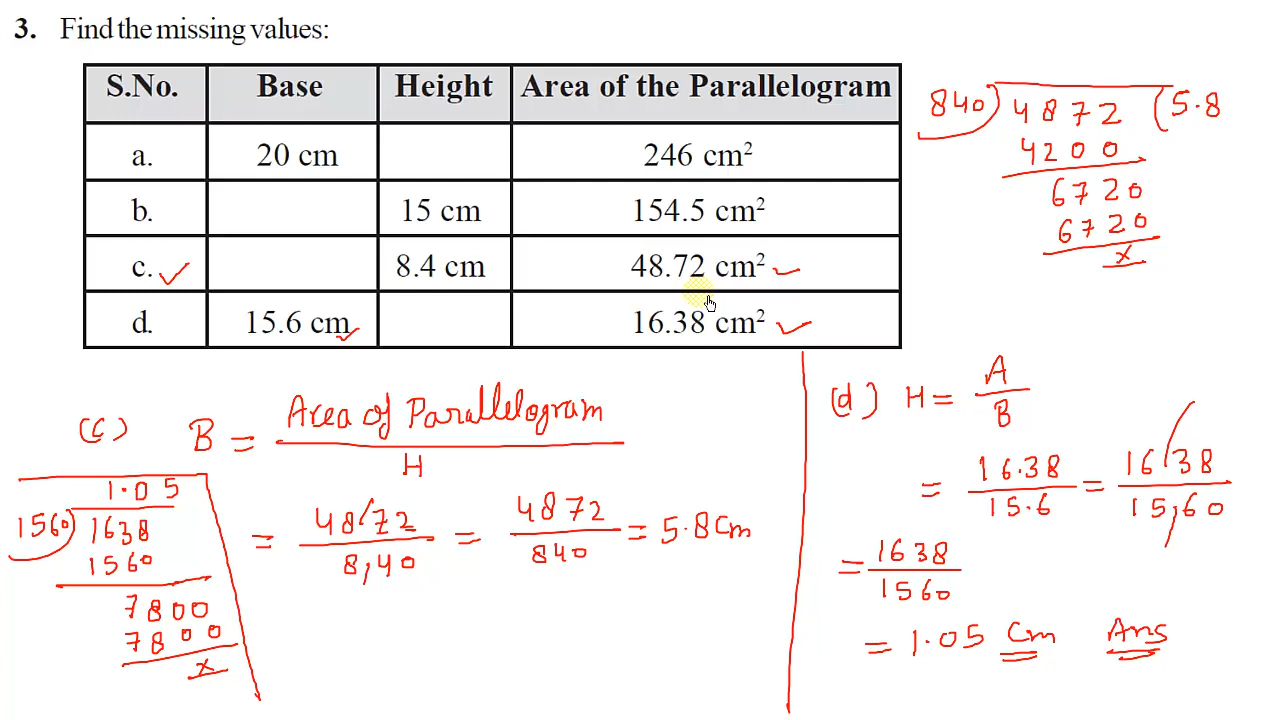 3. Find the missing values:
S.No. Base Height Area of the Parallelogram
a. 20 cm 246 cm²
b. 15 cm 154.5 cm²
c. 8.4 cm 48.72 cm²
d. 15.6 cm 16.38 cm²
840) 4872 (5.8
4200
6720
6720
x
(c) B = Area of Parallelogram
H
= 48/72
8,40
= 4872
840
= 5.8 cm
1.05
1560) 1638
1560
7800
7800
x
(d) H = A
B
= 16.38
15.6
= 16/38
15,60
= 1638
1560
= 1.05 Cm Ans